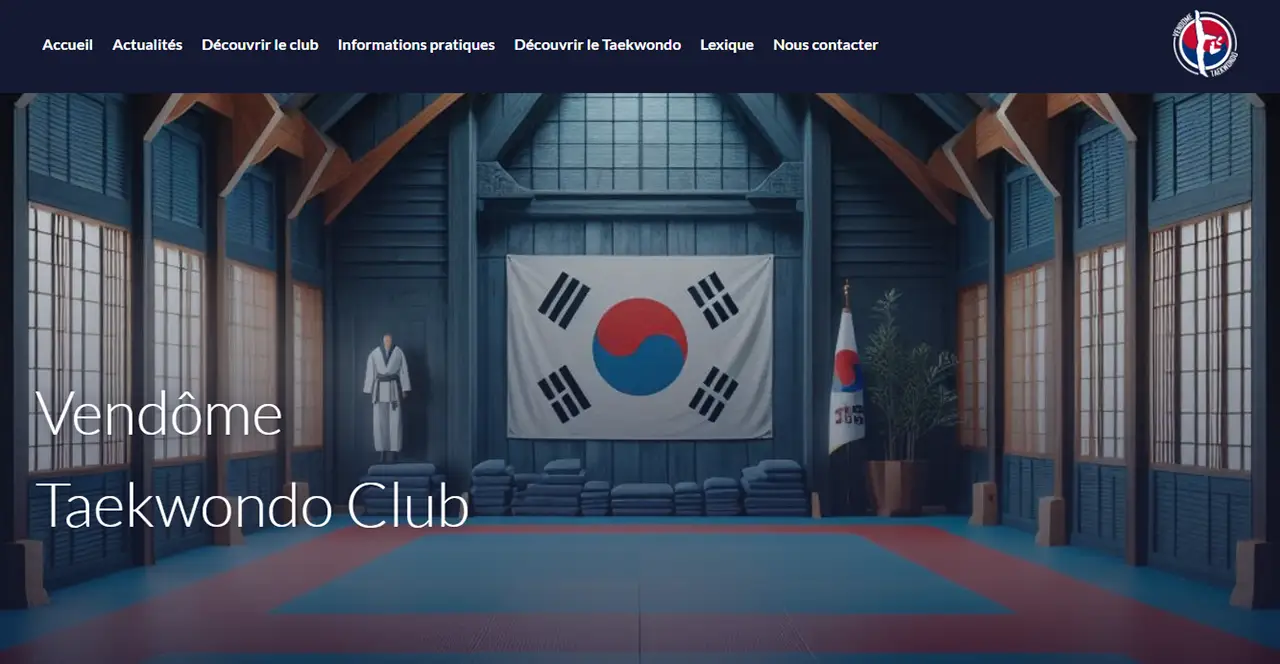 Accueil Actualités Découvrir le club Informations pratiques Découvrir le Taekwondo Lexique Nous contacter
VENDÔME
TAEKWONDO
Vendôme
Taekwondo Club